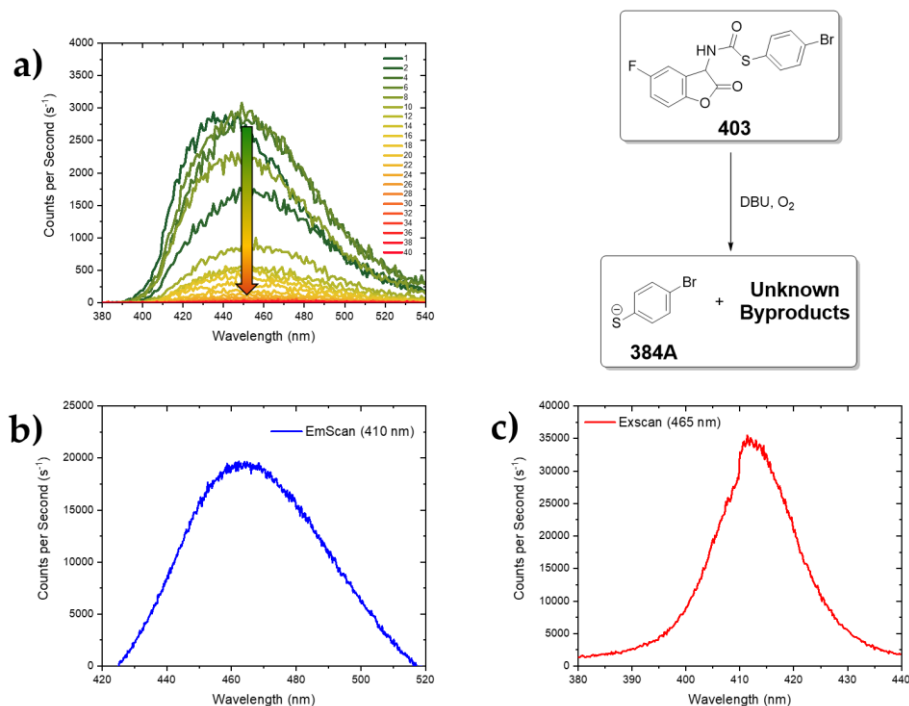 a)
Counts per Second (s⁻¹)
4000
3500
3000
2500
2000
1500
1000
500
0
380 400 420 440 460 480 500 520 540
Wavelength (nm)
1
2
4
6
8
10
12
14
16
18
20
22
24
26
28
30
32
34
36
38
40
O
Br
HN
S
F
O
O
403
DBU, O₂
Br
S
⊖
+
Unknown
Byproducts
384A
b)
Counts per Second (s⁻¹)
25000
20000
15000
10000
5000
0
420 440 460 480 500 520
Wavelength (nm)
EmScan (410 nm)
c)
Counts per Second (s⁻¹)
40000
35000
30000
25000
20000
15000
10000
5000
0
380 390 400 410 420 430 440
Wavelength (nm)
Exscan (465 nm)